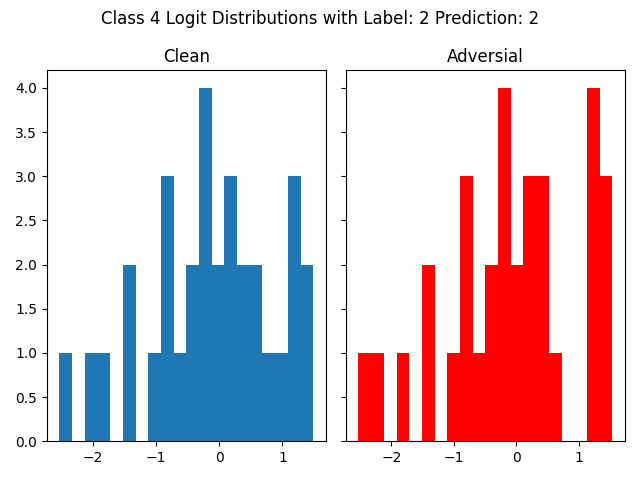 Class 4 Logit Distributions with Label: 2 Prediction: 2
Clean
Adversial
4.0
3.5
3.0
2.5
2.0
1.5
1.0
0.5
0.0
−2 −1 0 1
−2 −1 0 1